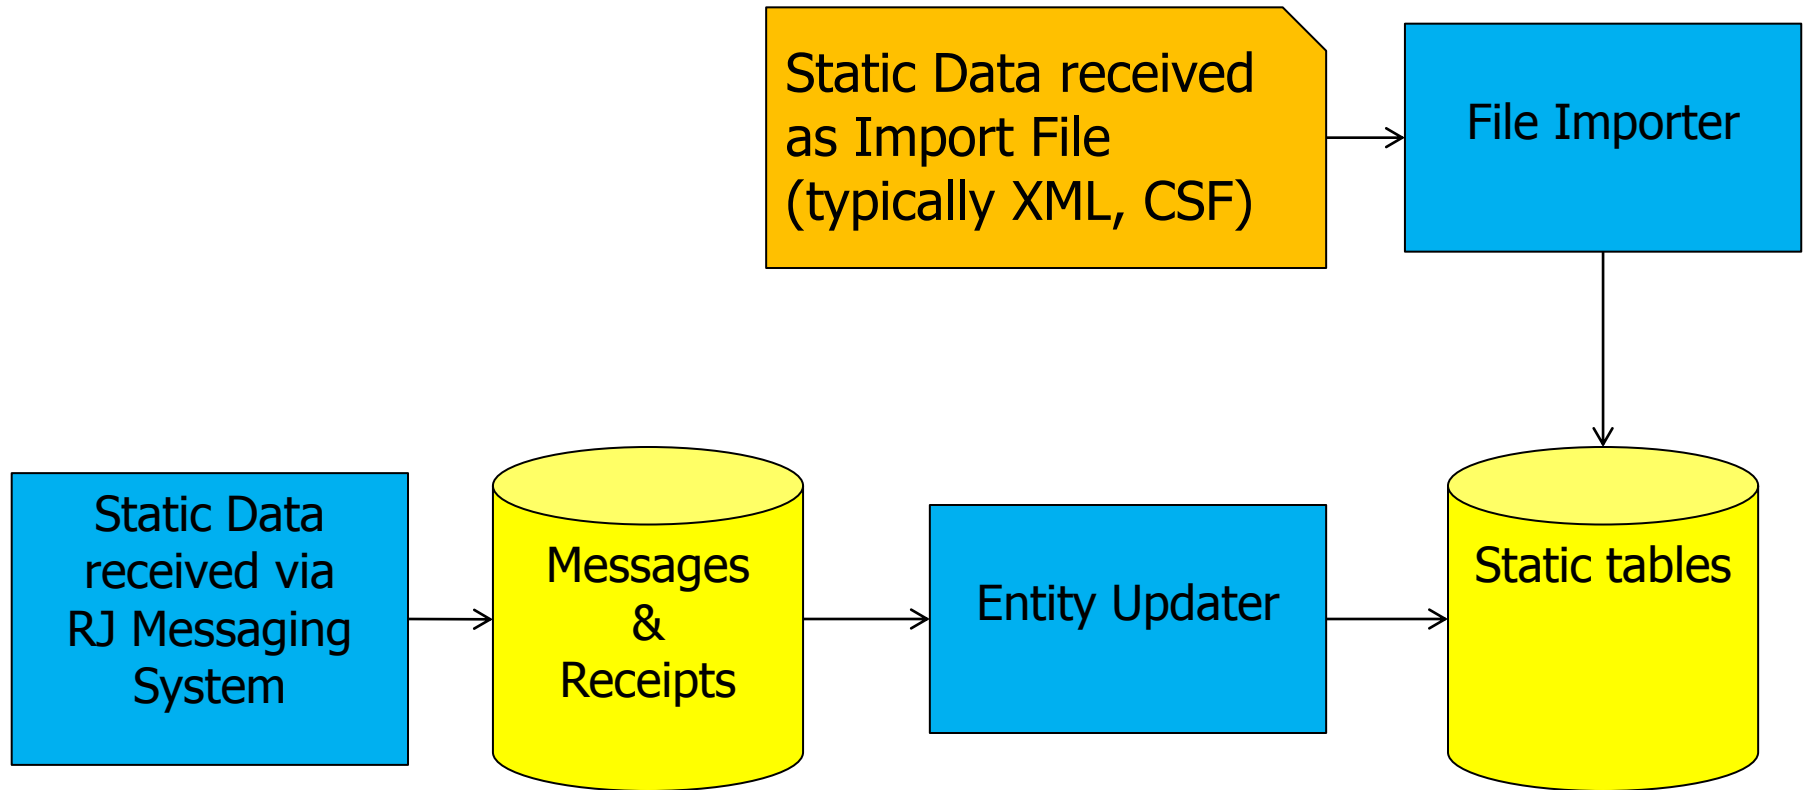 Static Data received
as Import File
(typically XML, CSF)
File Importer
Static Data
received via
RJ Messaging
System
Messages
&
Receipts
Entity Updater
Static tables